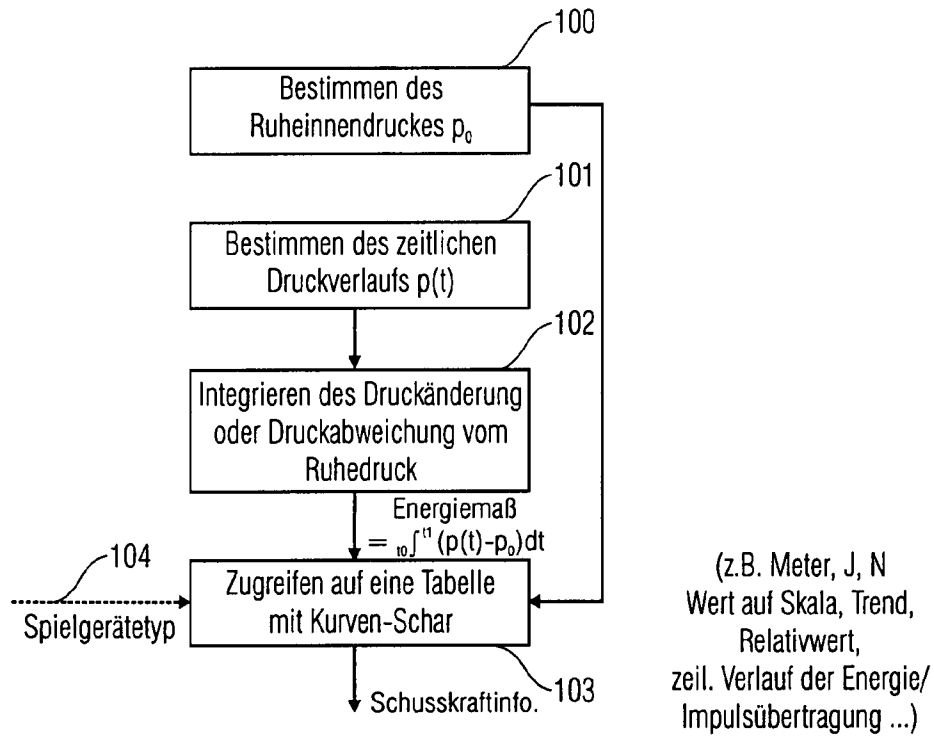 100
Bestimmen des
Ruheinnendruckes p₀
101
Bestimmen des zeitlichen
Druckverlaufs p(t)
102
Integrieren des Druckänderung
oder Druckabweichung vom
Ruhedruck
Energiemaß
= t0∫t1 (p(t)-p₀)dt
104
Spielgerätetyp
Zugreifen auf eine Tabelle
mit Kurven-Schar
103
Schusskraftinfo.
(z.B. Meter, J, N
Wert auf Skala, Trend,
Relativwert,
zeil. Verlauf der Energie/
Impulsübertragung ...)